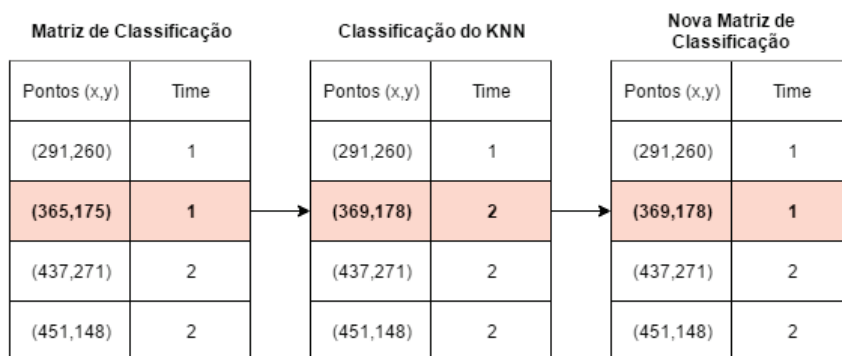 Matriz de Classificação
Pontos (x,y) Time
(291,260) 1
(365,175) 1
(437,271) 2
(451,148) 2
Classificação do KNN
Pontos (x,y) Time
(291,260) 1
(369,178) 2
(437,271) 2
(451,148) 2
Nova Matriz de
Classificação
Pontos (x,y) Time
(291,260) 1
(369,178) 1
(437,271) 2
(451,148) 2